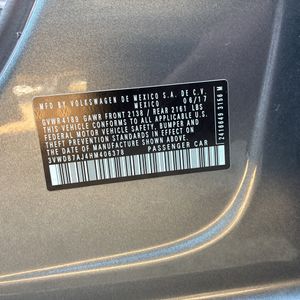 MFD. BY VOLKSWAGEN DE MEXICO S.A. DE C.V.
MEXICO 06/17
GVWR 4189 GAWR FRONT 2138 / REAR 2161 LBS
THIS VEHICLE CONFORMS TO ALL APPLICABLE U.S.
FEDERAL MOTOR VEHICLE SAFETY, BUMPER, AND
THEFT PREVENTION STANDARDS IN EFFECT ON
THE DATE OF MANUFACTURE SHOWN ABOVE.
3VWDB7AJ4HM406378 PASSENGER CAR